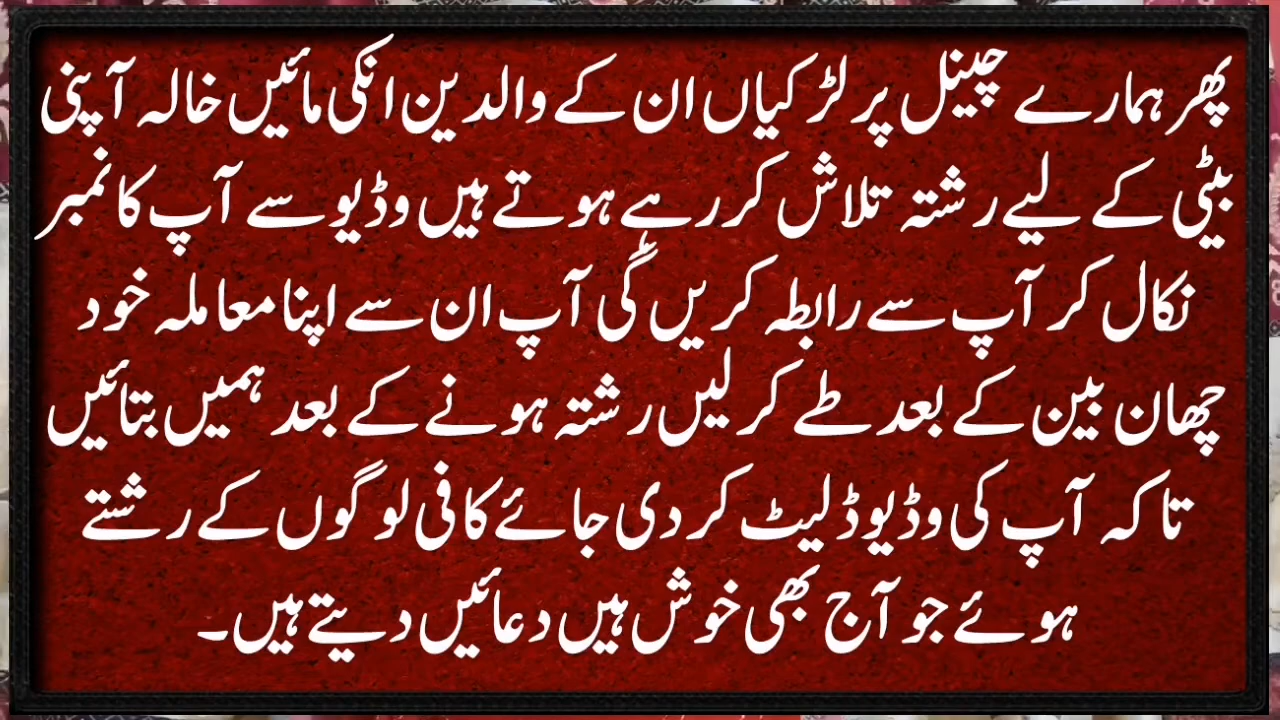 پھر ہمارے چینل پر لڑکیاں ان کے والدین انکی مائیں خالہ آپنی
بیٹی کے لیے رشتہ تلاش کر رہے ہوتے ہیں وڈیو سے آپ کا نمبر
نکال کر آپ سے رابطہ کریں گی آپ ان سے اپنا معاملہ خود
چھان بین کے بعد طے کر لیں رشتہ ہونے کے بعد ہمیں بتائیں
تا کہ آپ کی وڈیو ڈلیٹ کر دی جائے کافی لوگوں کے رشتے
ہوئے جو آج بھی خوش ہیں دعائیں دیتے ہیں۔